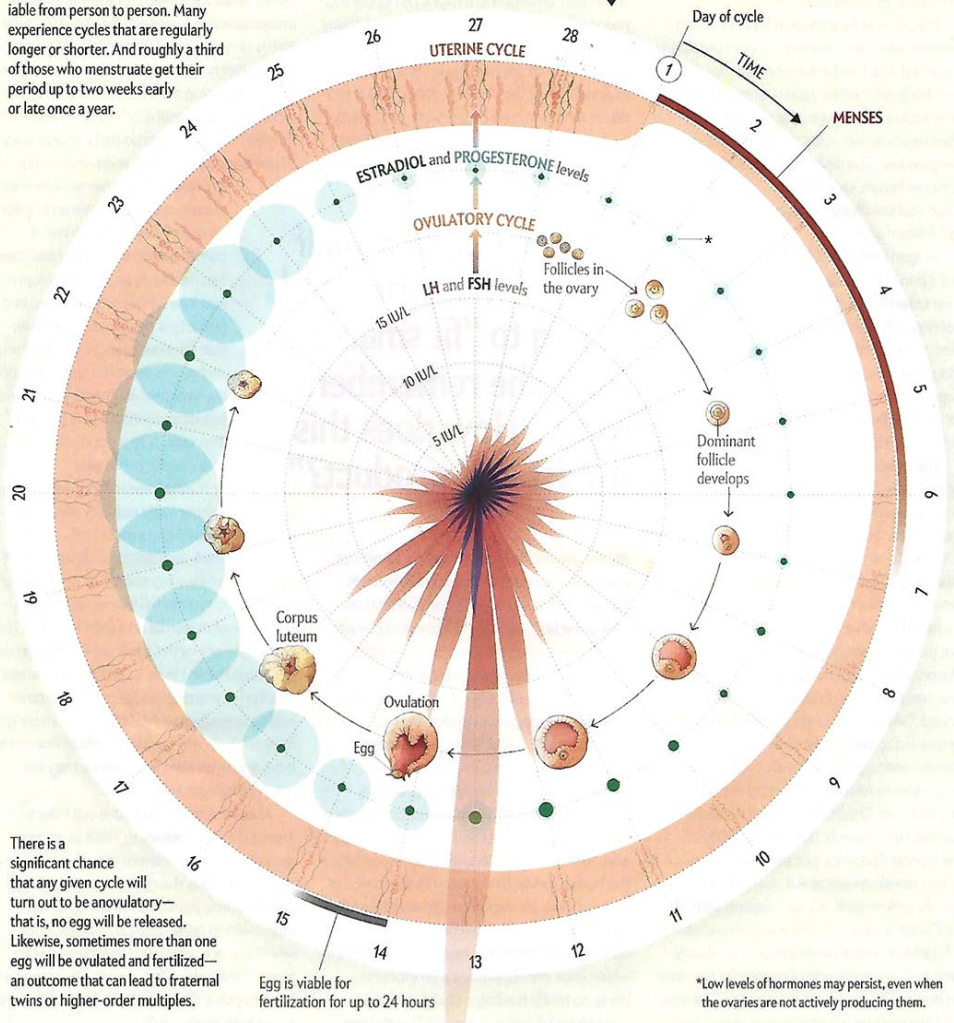 iable from person to person. Many
experience cycles that are regularly
longer or shorter. And roughly a third
of those who menstruate get their
period up to two weeks early
or late once a year.
Day of cycle
TIME
MENSES
UTERINE CYCLE
1
2
3
4
5
6
7
8
9
10
11
12
13
14
15
16
17
18
19
20
21
22
23
24
25
26
27
28
ESTRADIOL and PROGESTERONE levels
*
OVULATORY CYCLE
LH and FSH levels
15 IU/L
10 IU/L
5 IU/L
Follicles in
the ovary
Dominant
follicle
develops
Ovulation
Egg
Corpus
luteum
There is a
significant chance
that any given cycle will
turn out to be anovulatory—
that is, no egg will be released.
Likewise, sometimes more than one
egg will be ovulated and fertilized—
an outcome that can lead to fraternal
twins or higher-order multiples.
Egg is viable for
fertilization for up to 24 hours
*Low levels of hormones may persist, even when
the ovaries are not actively producing them.